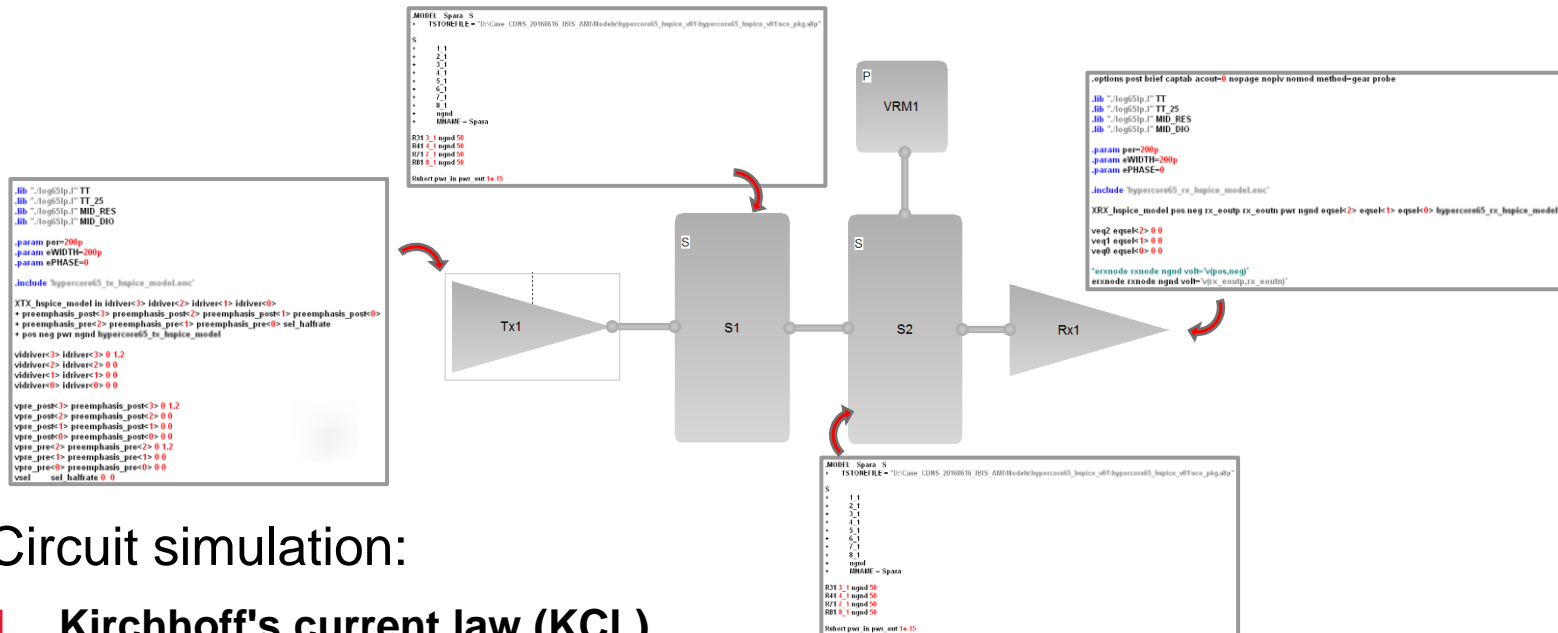 .MODEL Spara S
+ TSTONEFILE = "D:\Case_CDNS_20160616_IBIS_AMI\Models\hypercore65_hspice_v01\hypercore65_hspice_v01\sco_pkg.s8p"
S
+ 1_1
+ 2_1
+ 3_1
+ 4_1
+ 5_1
+ 6_1
+ 7_1
+ 8_1
+ ngnd
+ MNAME = Spara
R31 3_1 ngnd 50
R41 4_1 ngnd 50
R71 7_1 ngnd 50
R81 8_1 ngnd 50
Rshort pwr_in pwr_out 1e-15
P
VRM1
.options post brief captab acout=0 nopage nopiv nomod method=gear probe
.lib "./log65lp.l" TT
.lib "./log65lp.l" TT_25
.lib "./log65lp.l" MID_RES
.lib "./log65lp.l" MID_DIO
.param per=200p
.param eWIDTH=200p
.param ePHASE=0
.include 'hypercore65_rx_hspice_model.enc'
XRX_hspice_model pos neg rx_eoutp rx_eoutn pwr ngnd eqsel<2> eqsel<1> eqsel<0> hypercore65_rx_hspice_model
veq2 eqsel<2> 0 0
veq1 eqsel<1> 0 0
veq0 eqsel<0> 0 0
*erxnode rxnode ngnd volt='v(pos,neg)'
erxnode rxnode ngnd volt='v(rx_eoutp,rx_eoutn)'
.lib "./log65lp.l" TT
.lib "./log65lp.l" TT_25
.lib "./log65lp.l" MID_RES
.lib "./log65lp.l" MID_DIO
.param per=200p
.param eWIDTH=200p
.param ePHASE=0
.include 'hypercore65_tx_hspice_model.enc'
XTX_hspice_model in idriver<3> idriver<2> idriver<1> idriver<0>
+ preemphasis_post<3> preemphasis_post<2> preemphasis_post<1> preemphasis_post<0>
+ preemphasis_pre<2> preemphasis_pre<1> preemphasis_pre<0> sel_halfrate
+ pos neg pwr ngnd hypercore65_tx_hspice_model
vidriver<3> idriver<3> 0 1.2
vidriver<2> idriver<2> 0 0
vidriver<1> idriver<1> 0 0
vidriver<0> idriver<0> 0 0
vpre_post<3> preemphasis_post<3> 0 1.2
vpre_post<2> preemphasis_post<2> 0 0
vpre_post<1> preemphasis_post<1> 0 0
vpre_post<0> preemphasis_post<0> 0 0
vpre_pre<2> preemphasis_pre<2> 0 1.2
vpre_pre<1> preemphasis_pre<1> 0 0
vpre_pre<0> preemphasis_pre<0> 0 0
vsel sel_halfrate 0 0
Tx1
S
S1
S
S2
Rx1
.MODEL Spara S
+ TSTONEFILE = "D:\Case_CDNS_20160616_IBIS_AMI\Models\hypercore65_hspice_v01\hypercore65_hspice_v01\sco_pkg.s8p"
S
+ 1_1
+ 2_1
+ 3_1
+ 4_1
+ 5_1
+ 6_1
+ 7_1
+ 8_1
+ ngnd
+ MNAME = Spara
R31 3_1 ngnd 50
R41 4_1 ngnd 50
R71 7_1 ngnd 50
R81 8_1 ngnd 50
Rshort pwr_in pwr_out 1e-15
Circuit simulation:
Kirchhoff's current law (KCL)